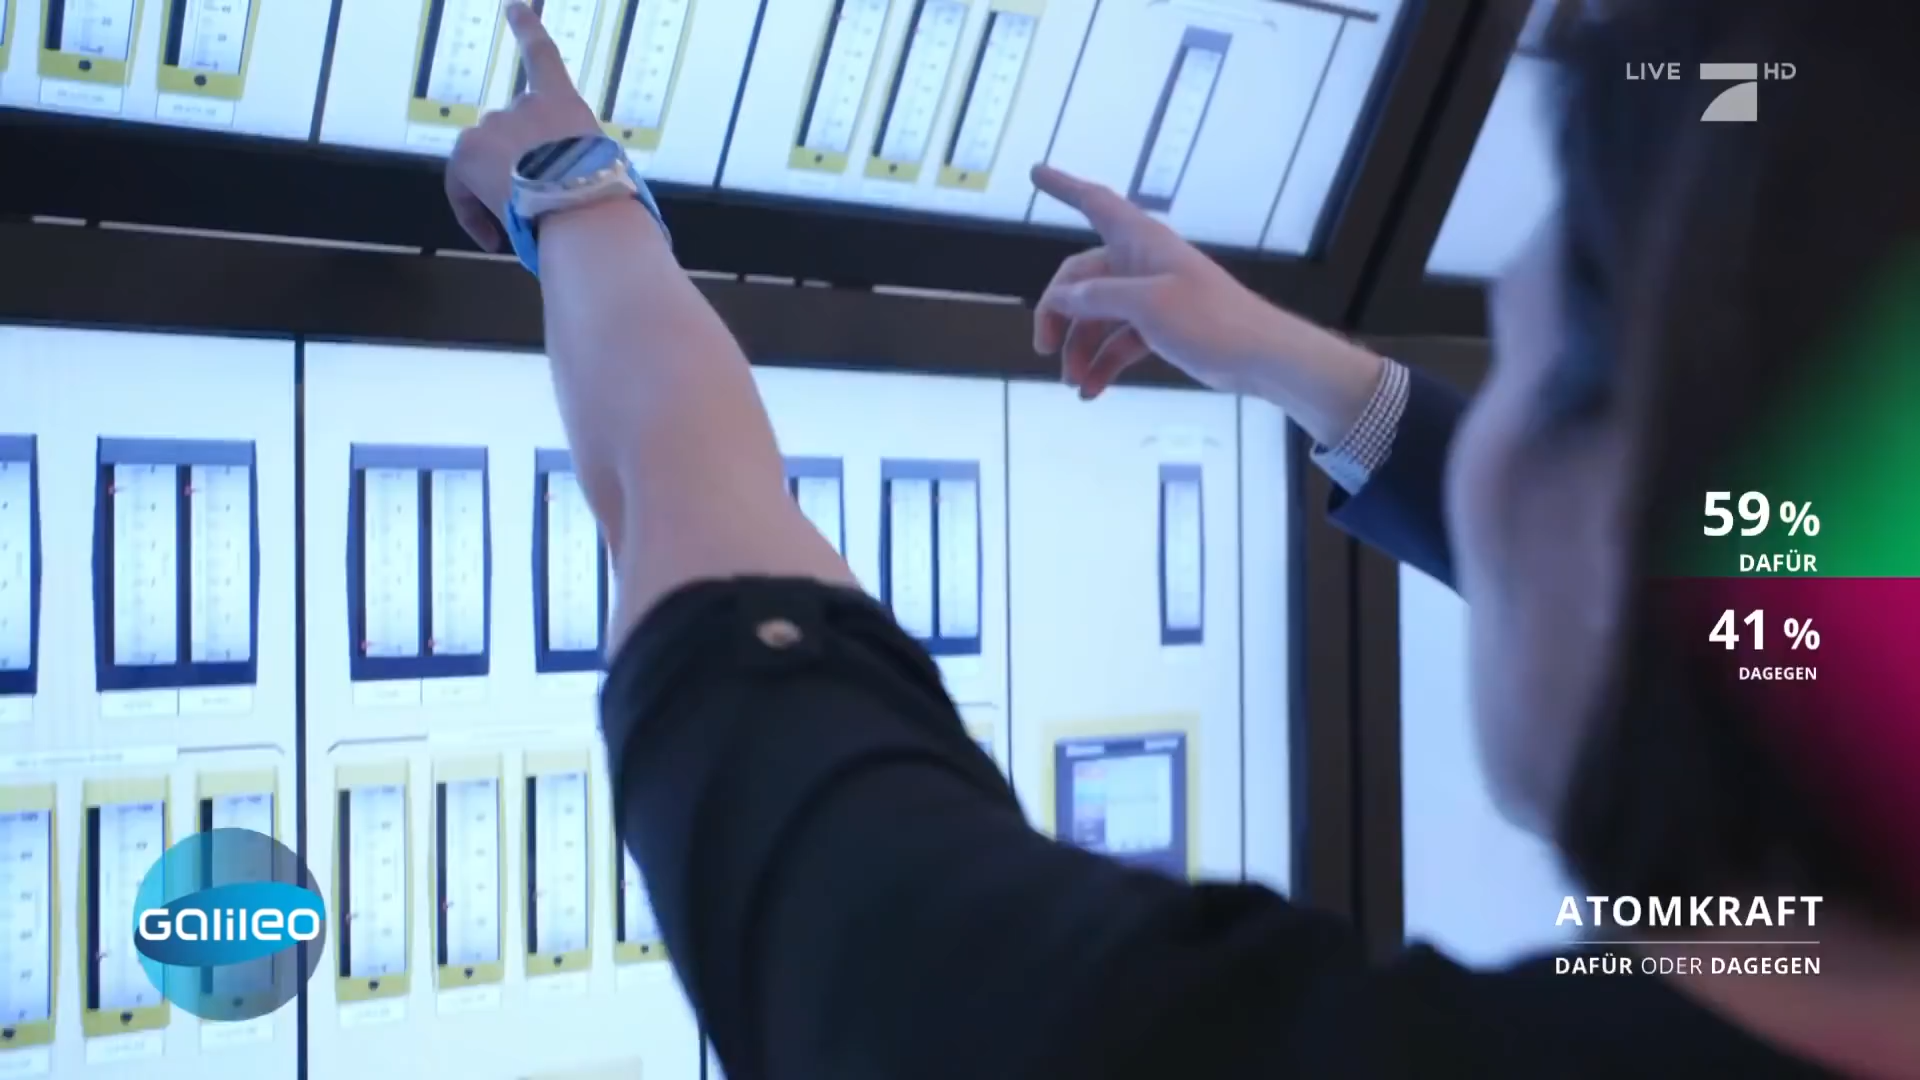 LIVE HD
59 %
DAFÜR
41 %
DAGEGEN
Galileo
ATOMKRAFT
DAFÜR ODER DAGEGEN